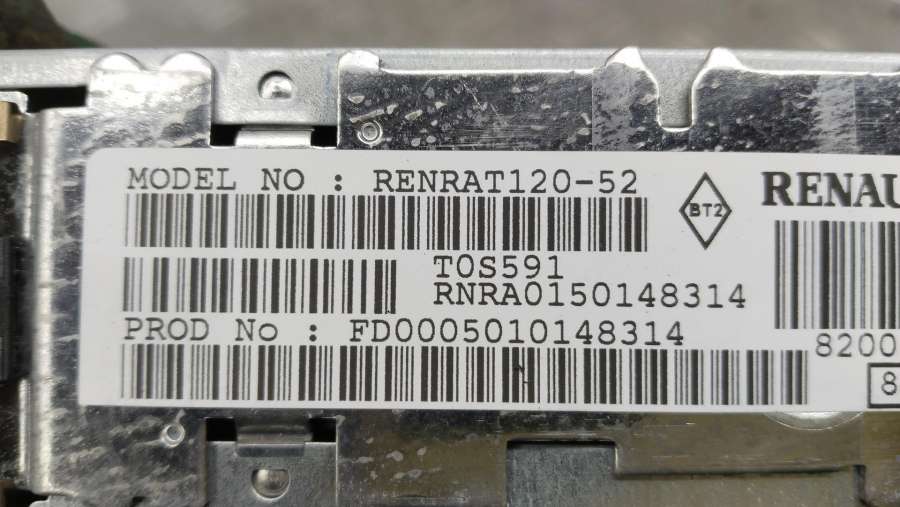 MODEL NO : RENRAT120-52
BT2
RENAU
T0S591
RNRA0150148314
PROD No : FD0005010148314
8200
8